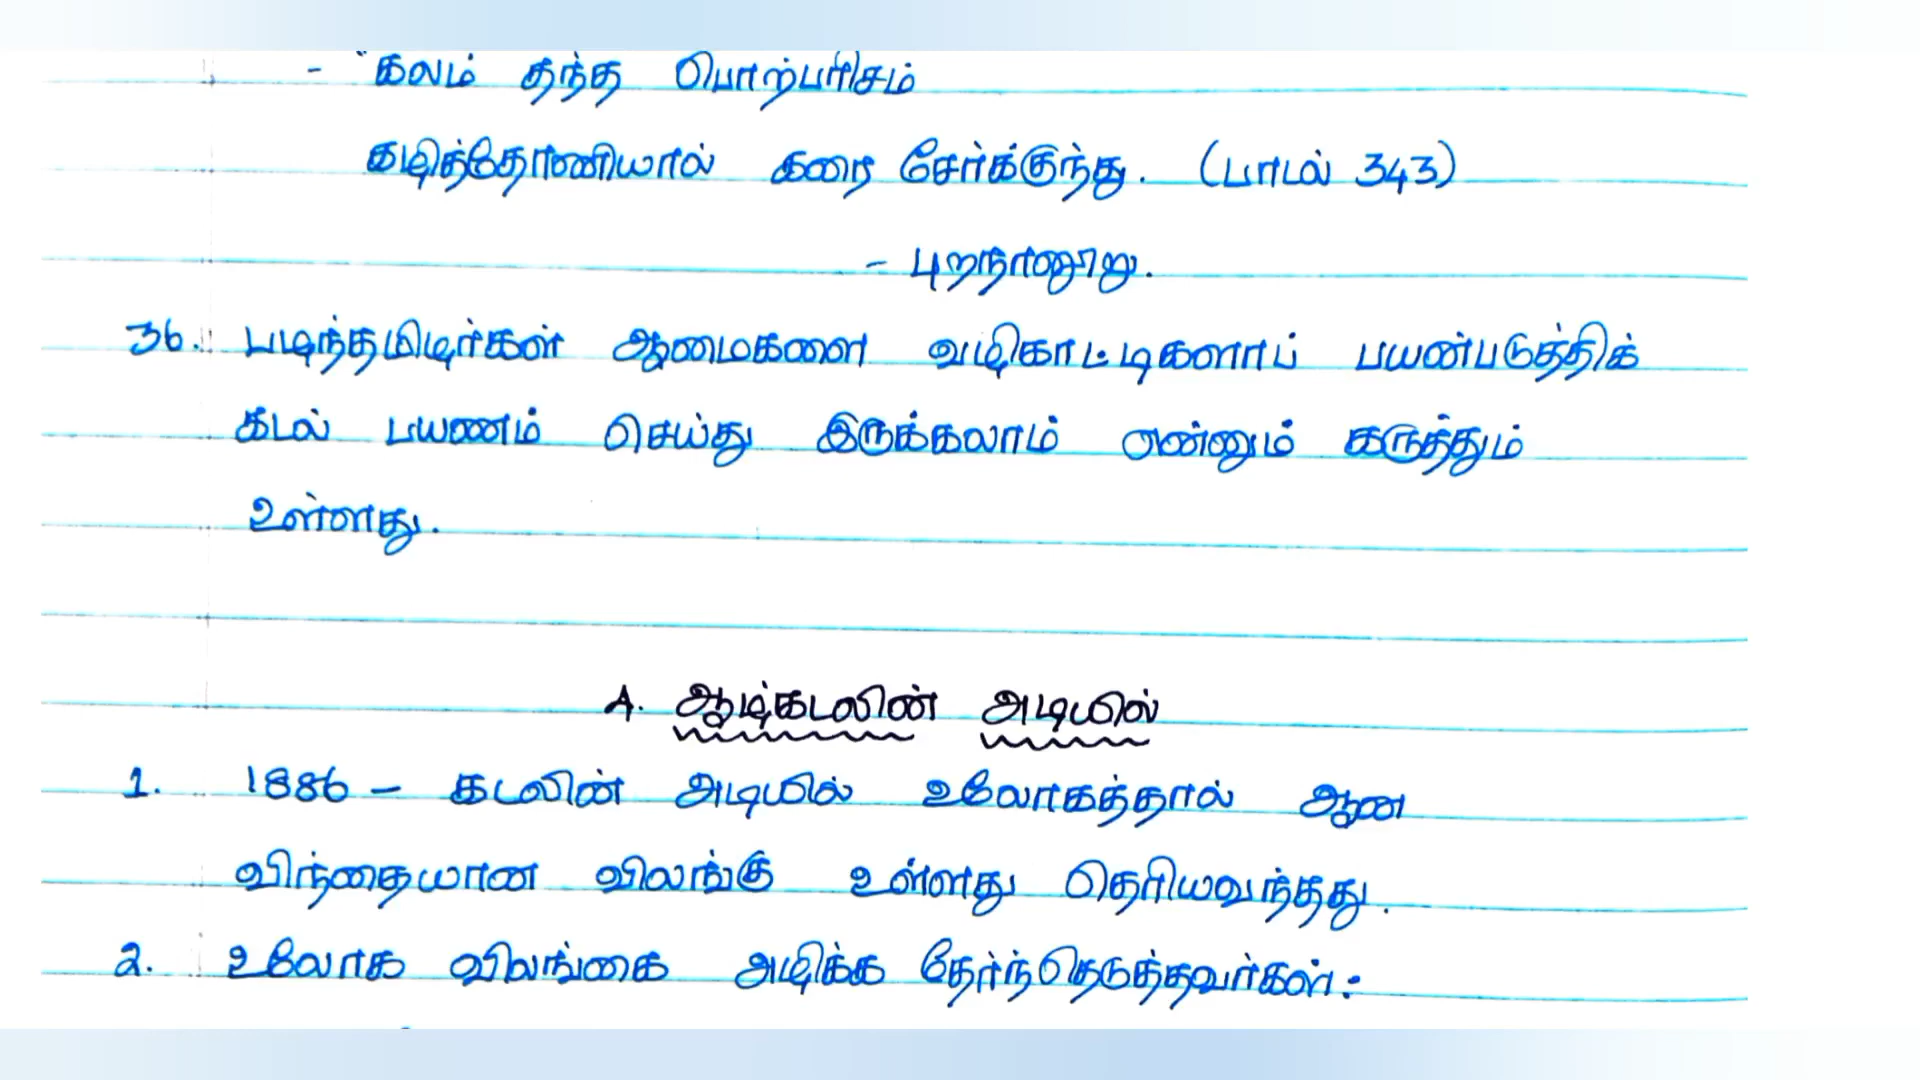 - "கலம் தந்த பொற்பரிசம்
கழித்தோணியால் கரை சேர்க்குந்து. (பாடல் 343)
- புறநானூறு.
36. பழந்தமிழர்கள் ஆமைகளை வழிகாட்டிகளாப் பயன்படுத்திக்
கடல் பயணம் செய்து இருக்கலாம் என்னும் கருத்தும்
உள்ளது.
A. ஆழ்கடலின் அடியில்
1. 1886 - கடலின் அடியில் உலோகத்தால் ஆன
விந்தையான விலங்கு உள்ளது தெரியவந்தது.
2. உலோக விலங்கை அழிக்க தேர்ந்தெடுத்தவர்கள்: